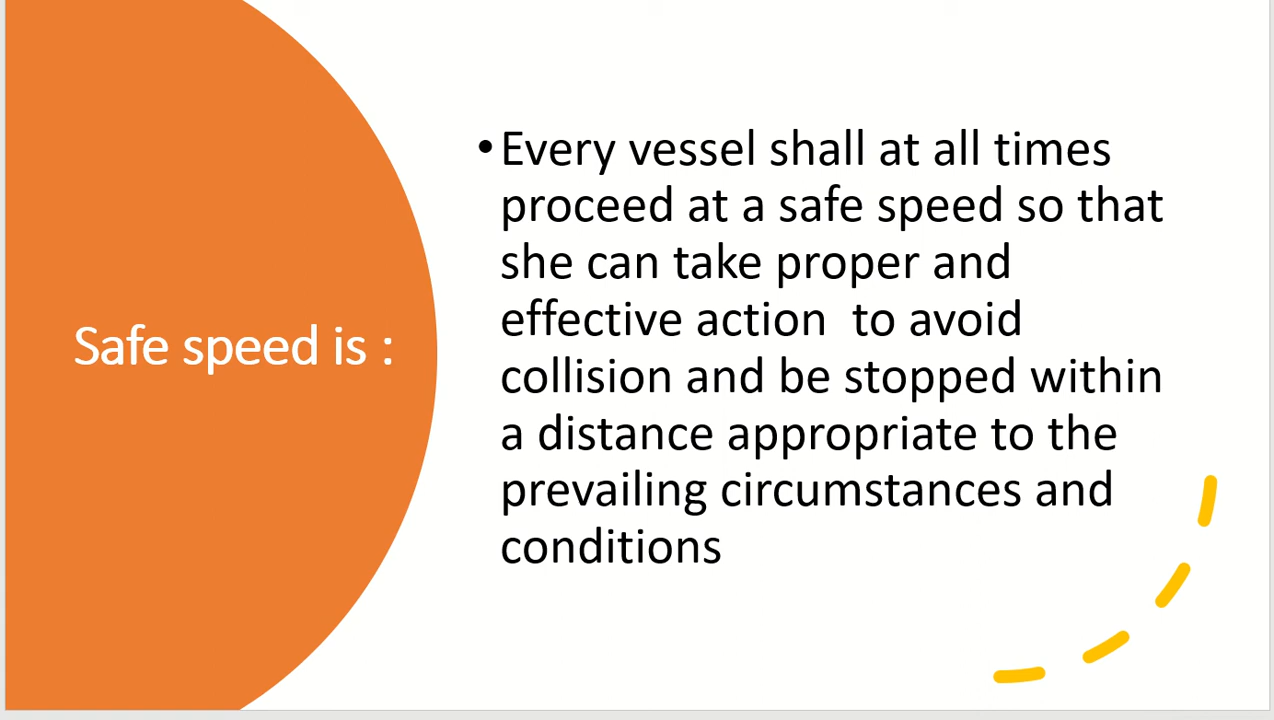 Safe speed is :
•Every vessel shall at all times
proceed at a safe speed so that
she can take proper and
effective action  to avoid
collision and be stopped within
a distance appropriate to the
prevailing circumstances and
conditions